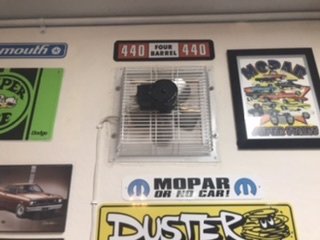 mouth
440 FOUR BARREL 440
MOPAR
Dodge
MOPAR
OR NO CAR!
DUSTER